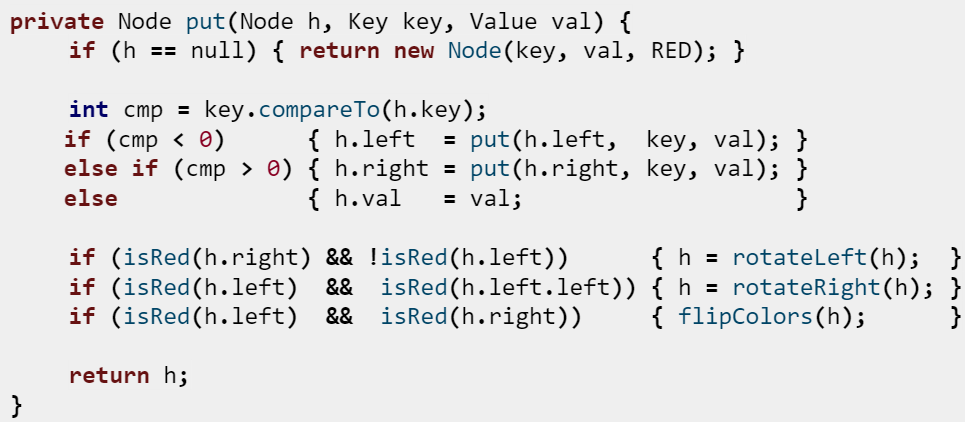 private Node put(Node h, Key key, Value val) {
    if (h == null) { return new Node(key, val, RED); }

    int cmp = key.compareTo(h.key);
    if (cmp < 0)      { h.left  = put(h.left,  key, val); }
    else if (cmp > 0) { h.right = put(h.right, key, val); }
    else              { h.val   = val;                    }

    if (isRed(h.right) && !isRed(h.left))      { h = rotateLeft(h);  }
    if (isRed(h.left)  &&  isRed(h.left.left)) { h = rotateRight(h); }
    if (isRed(h.left)  &&  isRed(h.right))     { flipColors(h);      }

    return h;
}